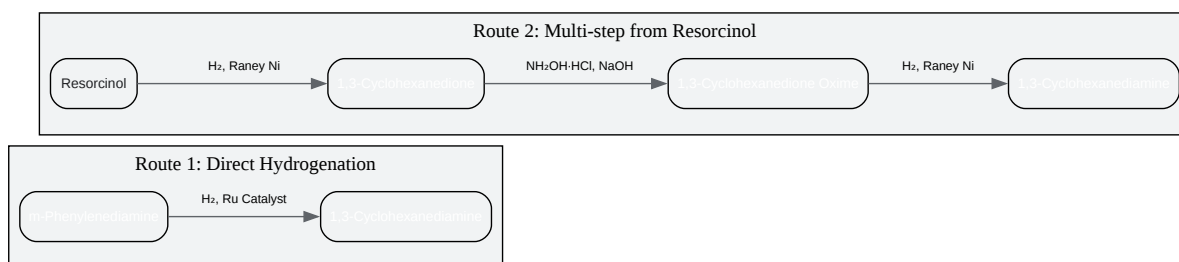 Route 2: Multi-step from Resorcinol
Resorcinol
H₂, Raney Ni
1,3-Cyclohexanedione
NH₂OH·HCl, NaOH
1,3-Cyclohexanedione Oxime
H₂, Raney Ni
1,3-Cyclohexanediamine
Route 1: Direct Hydrogenation
m-Phenylenediamine
H₂, Ru Catalyst
1,3-Cyclohexanediamine